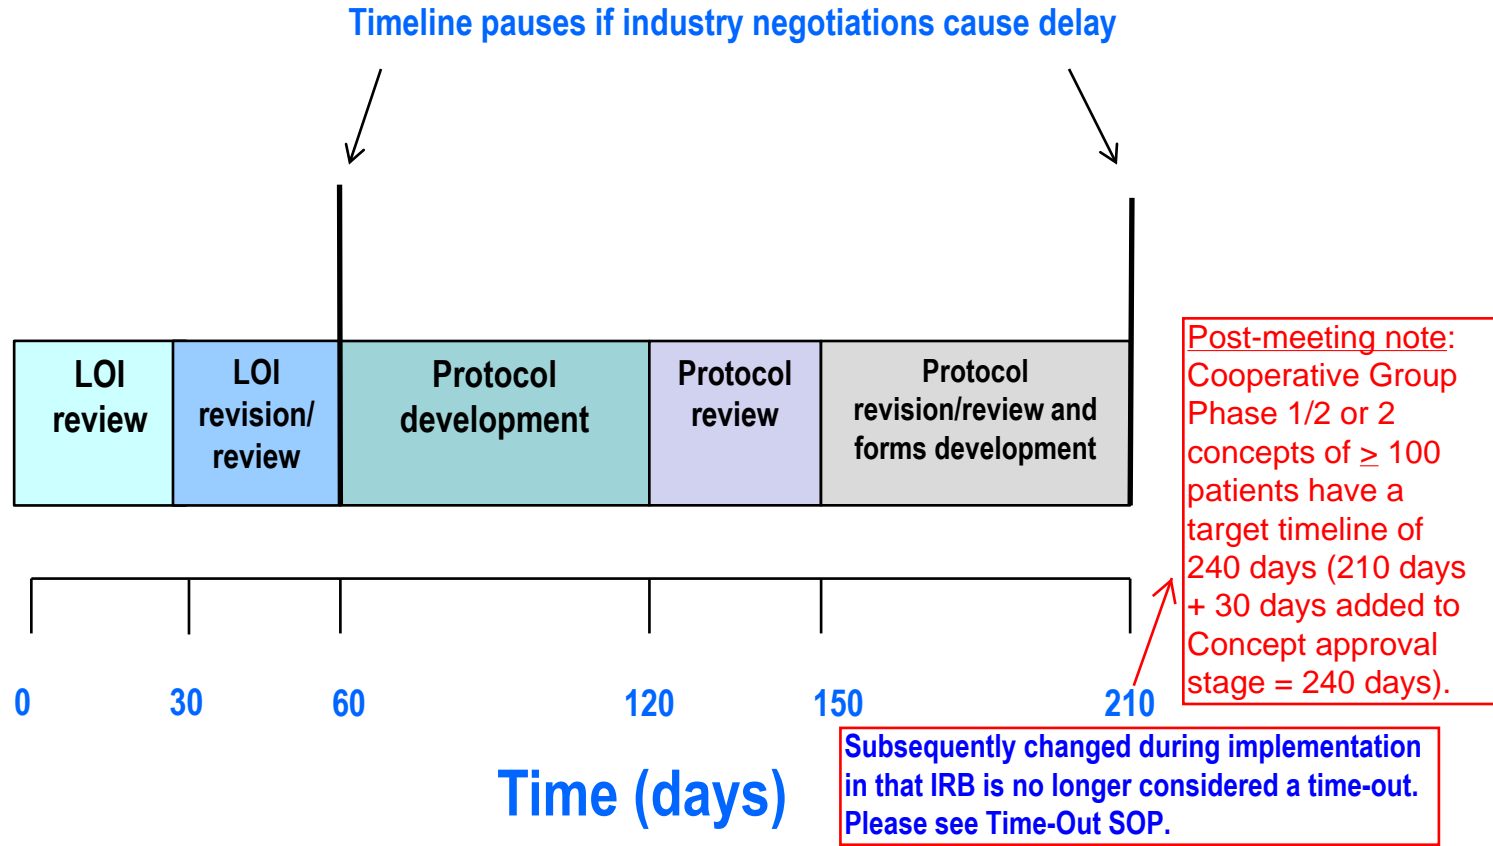 Timeline pauses if industry negotiations cause delay
LOI
review
LOI
revision/
review
Protocol
development
Protocol
review
Protocol
revision/review and
forms development
Post-meeting note:
Cooperative Group
Phase 1/2 or 2
concepts of ≥ 100
patients have a
target timeline of
240 days (210 days
+ 30 days added to
Concept approval
stage = 240 days).
0
30
60
120
150
210
Time (days)
Subsequently changed during implementation
in that IRB is no longer considered a time-out.
Please see Time-Out SOP.